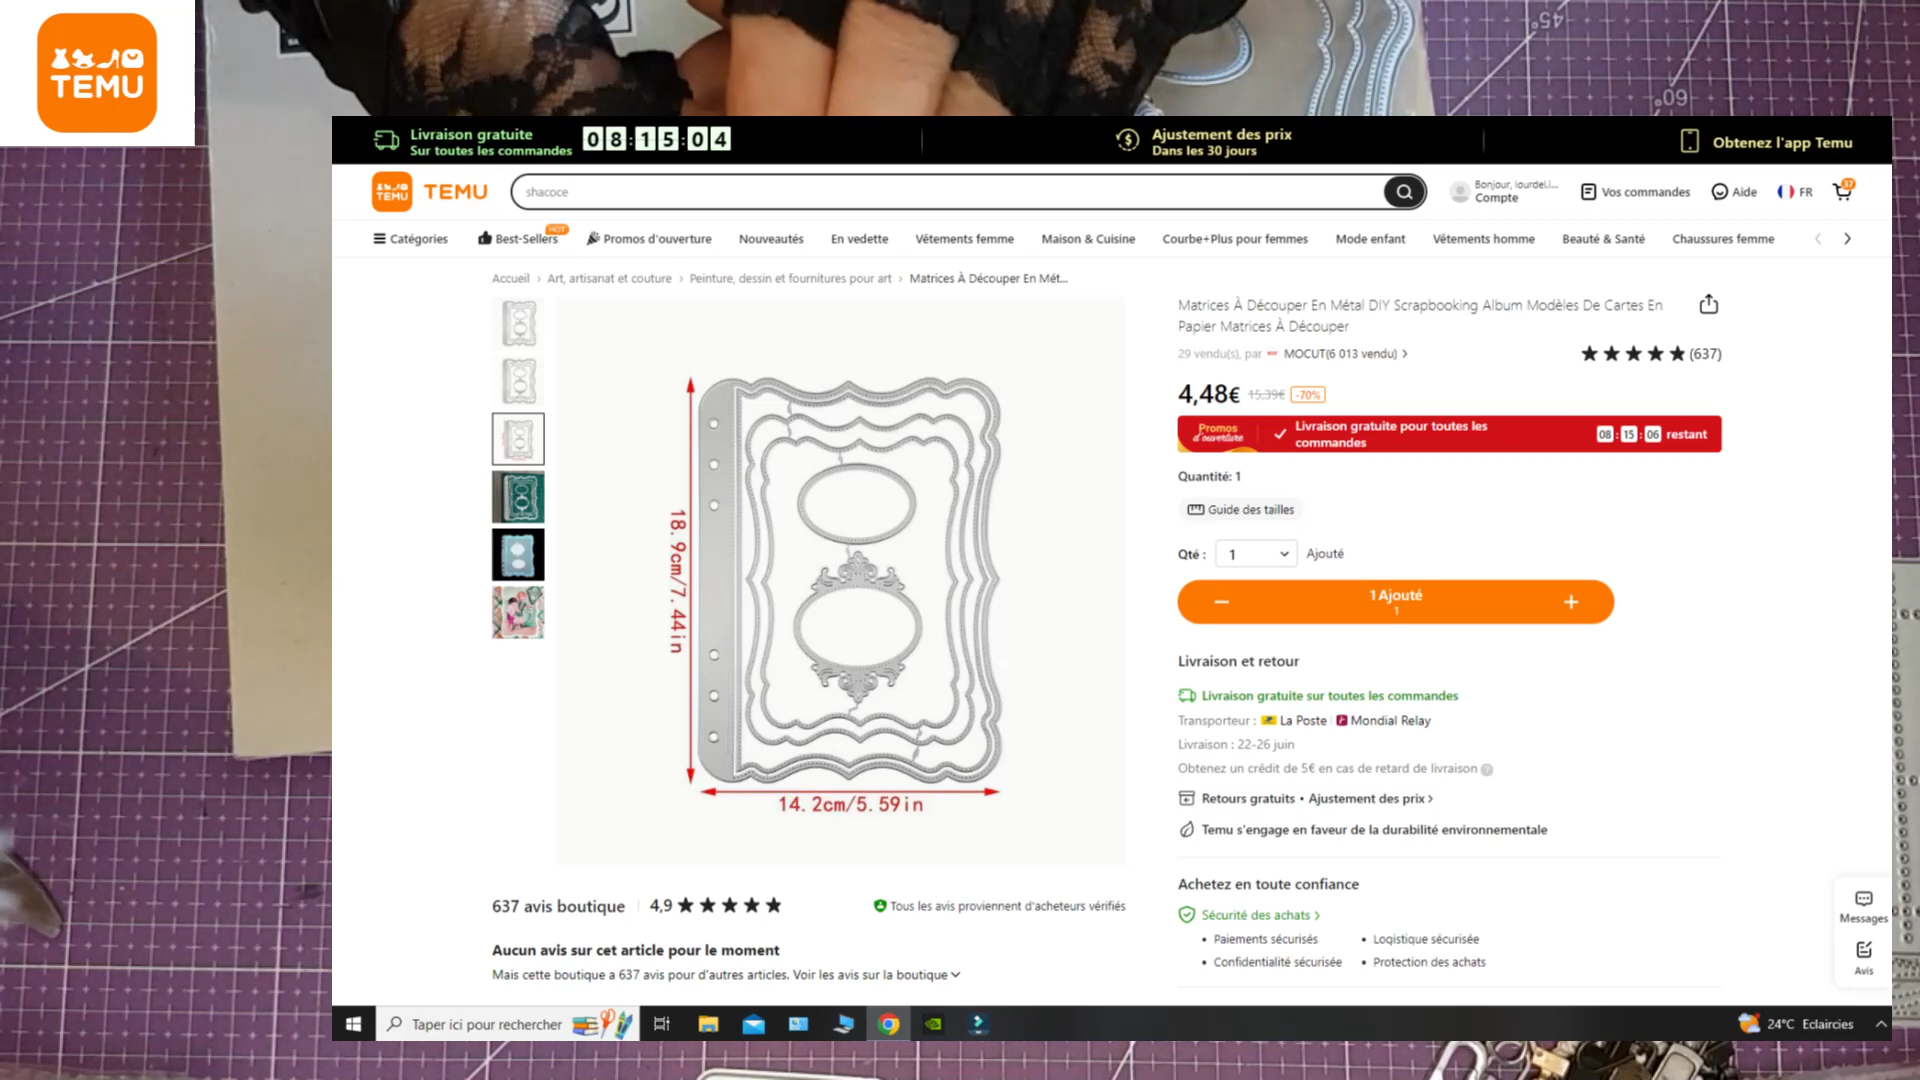 TEMU
45°
60°
Livraison gratuite
Sur toutes les commandes
08:15:04
Ajustement des prix
Dans les 30 jours
Obtenez l'app Temu
TEMU
TEMU
shacoce
Bonjour, lourdel.i...
Compte
Vos commandes
Aide
FR
37
Catégories
Best-Sellers
HOT
Promos d'ouverture
Nouveautés
En vedette
Vêtements femme
Maison & Cuisine
Courbe+Plus pour femmes
Mode enfant
Vêtements homme
Beauté & Santé
Chaussures femme
Accueil › Art, artisanat et couture › Peinture, dessin et fournitures pour art › Matrices À Découper En Mét...
18.9cm/7.44in
14.2cm/5.59in
Matrices À Découper En Métal DIY Scrapbooking Album Modèles De Cartes En
Papier Matrices À Découper
29 vendu(s), par MOCUT(6 013 vendu) ›
(637)
4,48€ 15,39€ -70%
Promos
d'ouverture
Livraison gratuite pour toutes les
commandes
08:15:06 restant
Quantité: 1
Guide des tailles
Qté : 1 Ajouté
− 1 Ajouté +
1
Livraison et retour
Livraison gratuite sur toutes les commandes
Transporteur : La Poste Mondial Relay
Livraison : 22-26 juin
Obtenez un crédit de 5€ en cas de retard de livraison ?
Retours gratuits • Ajustement des prix ›
Temu s'engage en faveur de la durabilité environnementale
637 avis boutique 4,9
Tous les avis proviennent d'acheteurs vérifiés
Aucun avis sur cet article pour le moment
Mais cette boutique a 637 avis pour d'autres articles. Voir les avis sur la boutique
Achetez en toute confiance
Sécurité des achats ›
• Paiements sécurisés • Logistique sécurisée
• Confidentialité sécurisée • Protection des achats
Messages
Avis
Taper ici pour rechercher
24°C Eclaircies